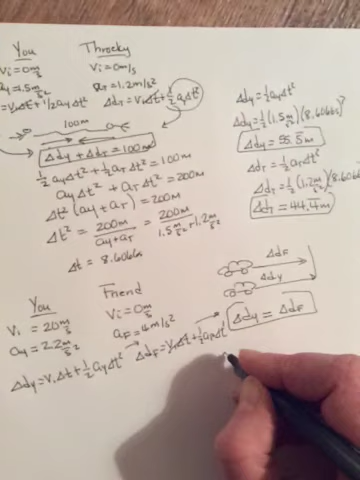 You
Vi=0m/s
ay=1.5m/s²
=ViΔt+1/2ayΔt²
Throcky
Vi=0m/s
aT=1.2m/s²
ΔdT=ViΔt+1/2aTΔt²
100m
Δdy+ΔdT=100m
1/2ayΔt²+1/2aTΔt²=100m
ayΔt²+aTΔt²=200m
Δt²(ay+aT)=200m
Δt²=200m/ay+aT=200m/1.5m/s²+1.2m/s²
Δt=8.6066s
Δdy=1/2ayΔt²
Δdy=1/2(1.5m/s²)(8.6066s)²
Δdy=55.5m
ΔdT=1/2aTΔt²
ΔdT=1/2(1.2m/s²)(8.606
ΔdT=44.4m
You
Vi=20m/s
ay=2.2m/s²
Δdy=ViΔt+1/2ayΔt²
Friend
Vi=0m/s
aF=4m/s²
ΔdF=ViΔt+1/2aFΔt²
ΔdF
Δdy
Δdy=ΔdF